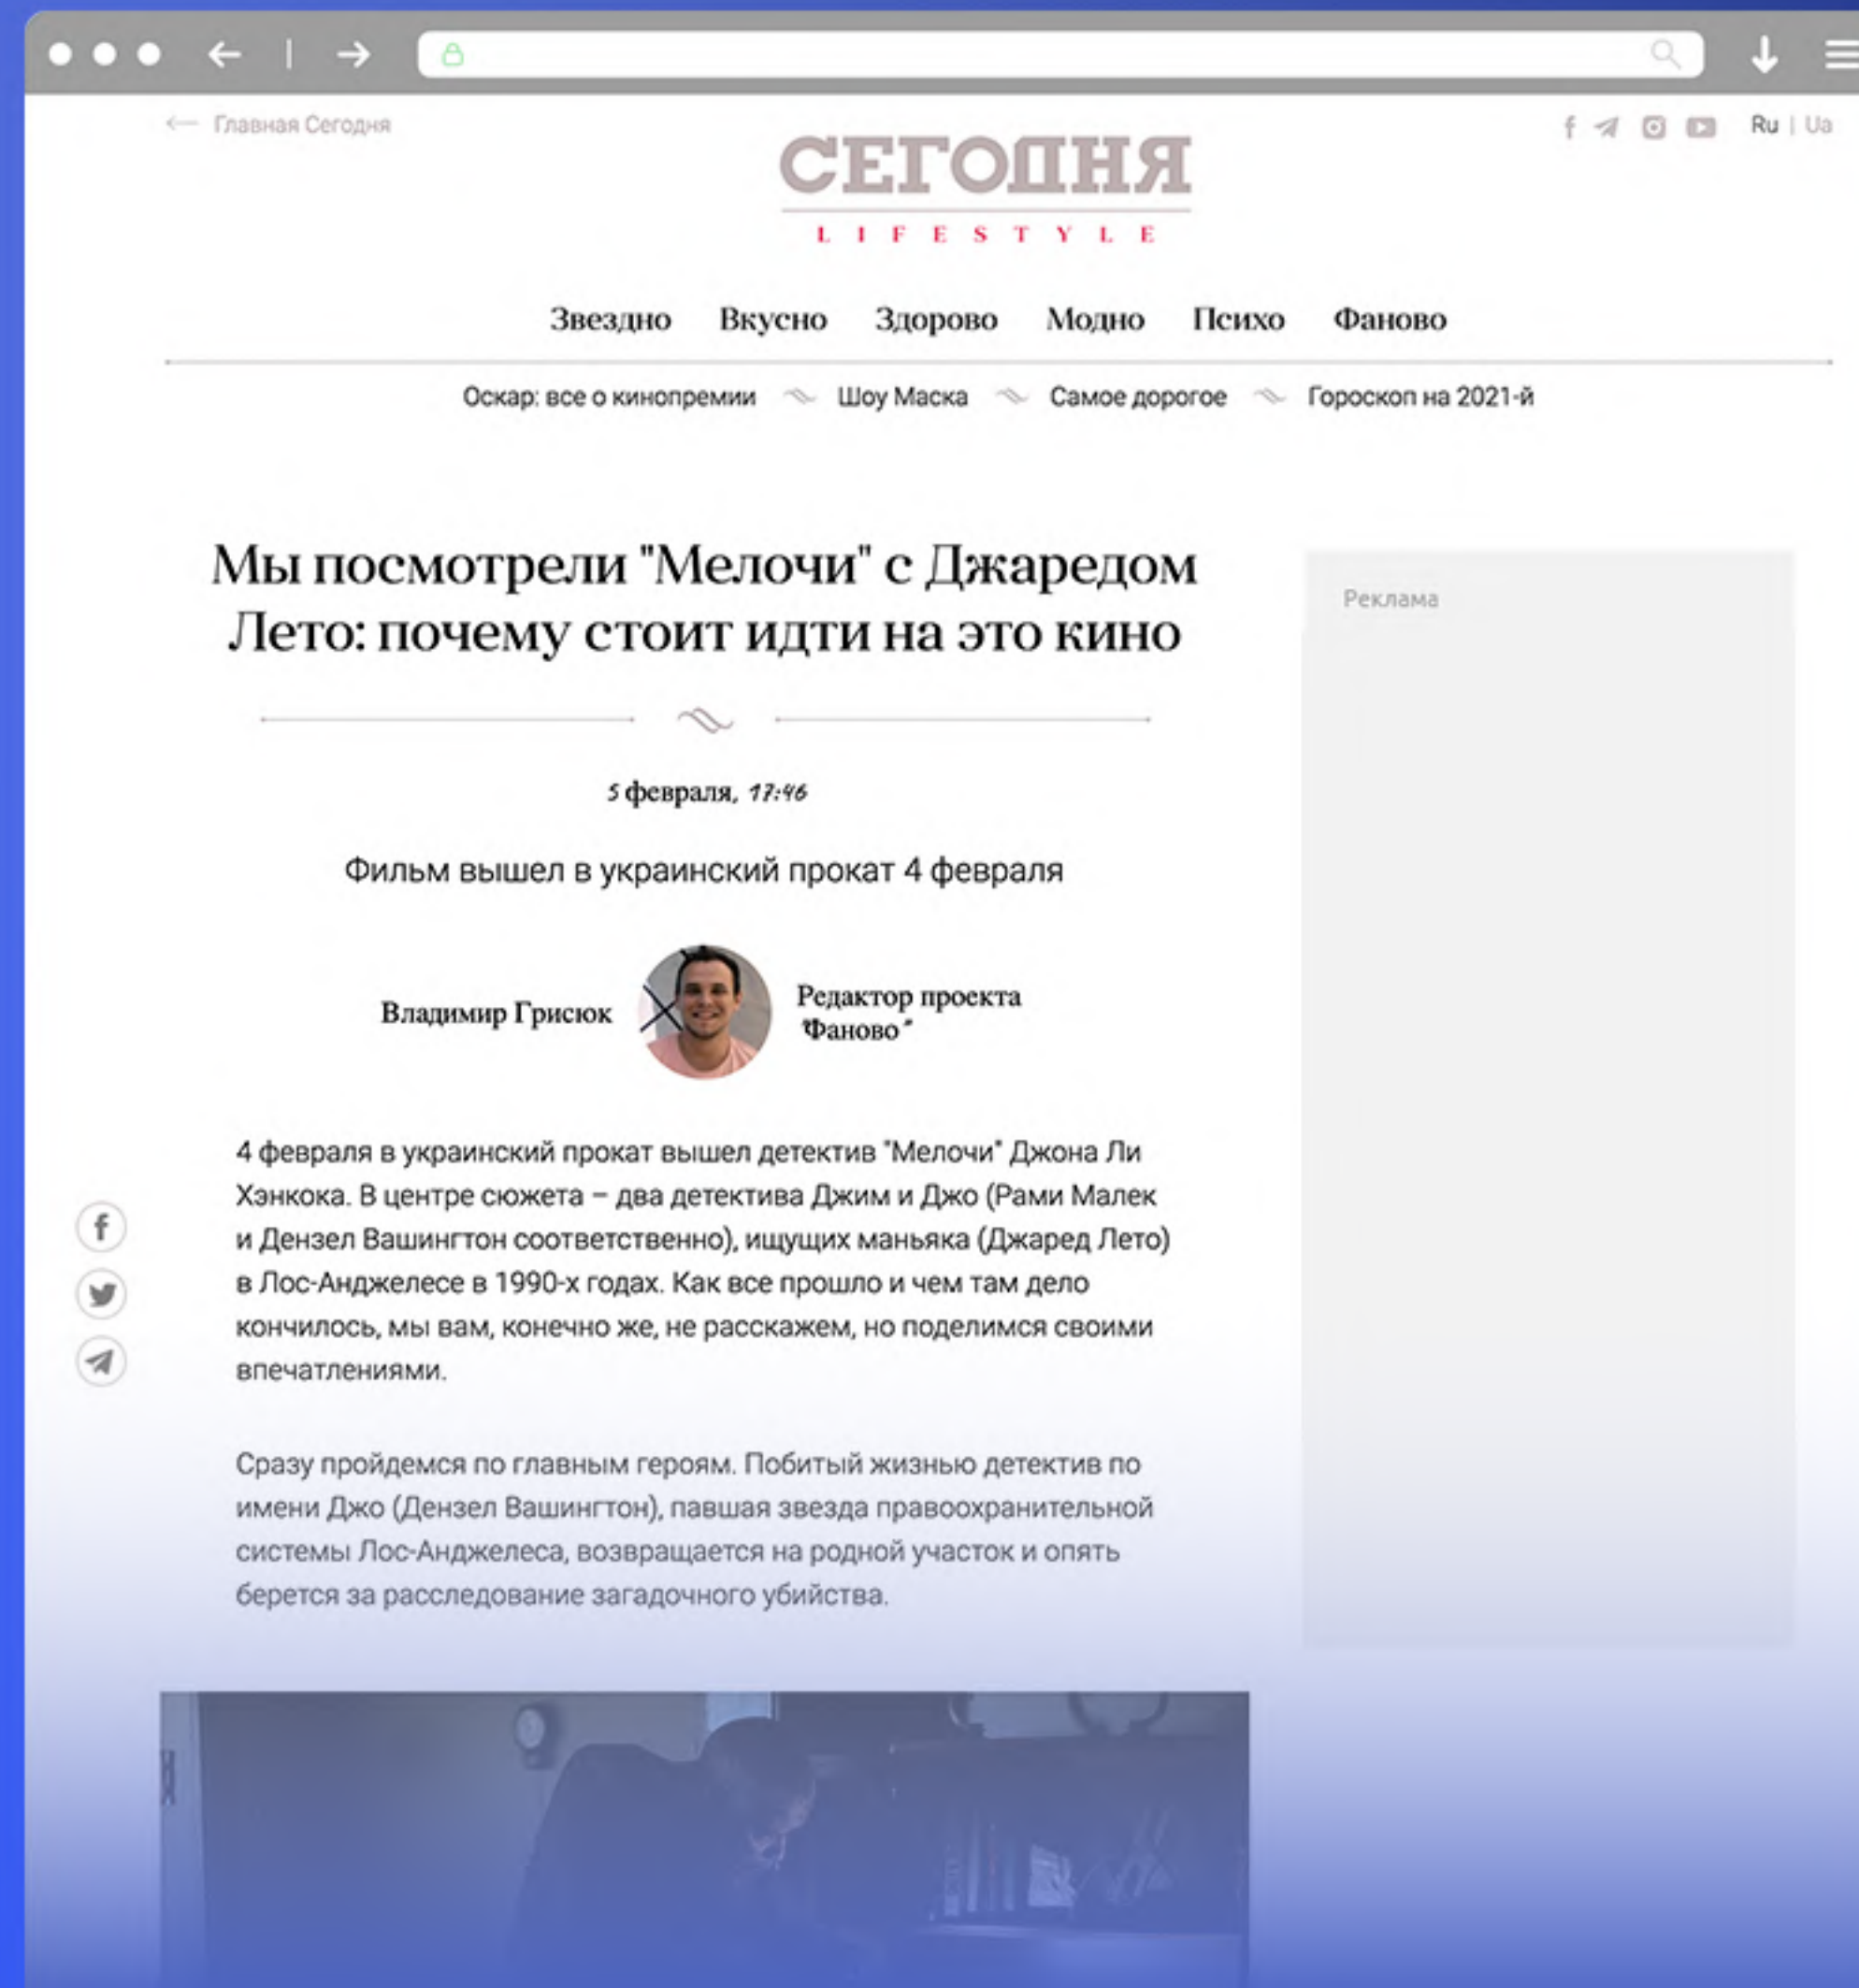 Главная Сегодня
СЕГОДНЯ
LIFESTYLE
Ru | Ua
Звездно Вкусно Здорово Модно Психо Фаново
Оскар: все о кинопремии Шоу Маска Самое дорогое Гороскоп на 2021-й
Мы посмотрели "Мелочи" с Джаредом
Лето: почему стоит идти на это кино
5 февраля, 17:46
Фильм вышел в украинский прокат 4 февраля
Владимир Грисюк
Редактор проекта
"Фаново"
4 февраля в украинский прокат вышел детектив "Мелочи" Джона Ли
Хэнкока. В центре сюжета – два детектива Джим и Джо (Рами Малек
и Дензел Вашингтон соответственно), ищущих маньяка (Джаред Лето)
в Лос-Анджелесе в 1990-х годах. Как все прошло и чем там дело
кончилось, мы вам, конечно же, не расскажем, но поделимся своими
впечатлениями.
Сразу пройдемся по главным героям. Побитый жизнью детектив по
имени Джо (Дензел Вашингтон), павшая звезда правоохранительной
системы Лос-Анджелеса, возвращается на родной участок и опять
берется за расследование загадочного убийства.
Реклама